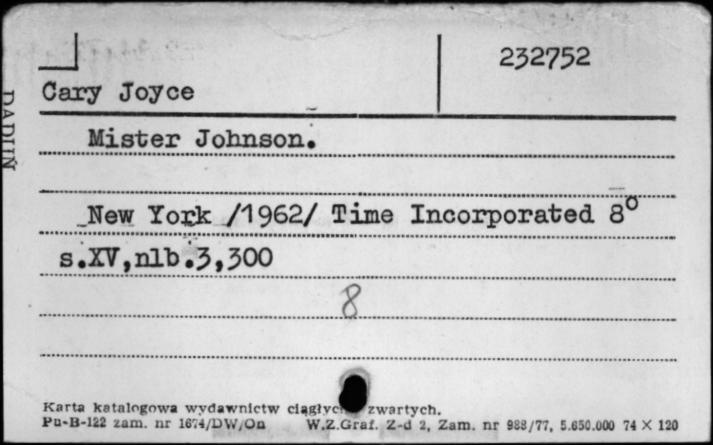 232752
Cary Joyce
Mister Johnson.
New York /1962/ Time Incorporated 8°
s.XV,nlb.3,300
8
Karta katalogowa wydawnictw ciągłych zwartych.
Pu-B-122 zam. nr 1674/DW/On W.Z.Graf. Z-d 2, Zam. nr 988/77, 5.650.000 74 X 120